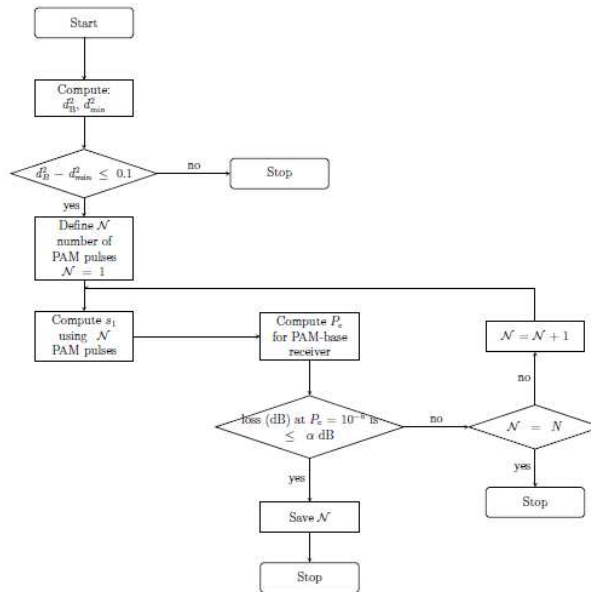 Start
Compute:
d²_B, d²_min
d²_B − d²_min ≤ 0.1
no
Stop
yes
Define 𝒩
number of
PAM pulses
𝒩 = 1
Compute s₁
using 𝒩
PAM pulses
Compute Pₑ
for PAM-base
receiver
𝒩 = 𝒩 + 1
no
loss (dB) at Pₑ = 10⁻⁶ is
≤ α dB
no
𝒩 = N
yes
yes
Stop
Save 𝒩
Stop